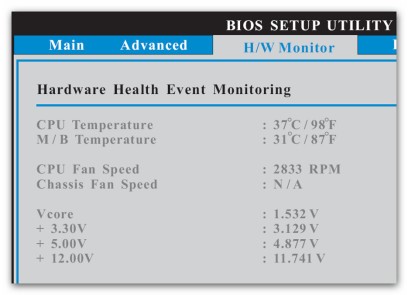 BIOS SETUP UTILITY
Main Advanced H/W Monitor
Hardware Health Event Monitoring
CPU Temperature : 37°C / 98°F
M / B Temperature : 31°C / 87°F
CPU Fan Speed : 2833 RPM
Chassis Fan Speed : N / A
Vcore : 1.532 V
+ 3.30V : 3.129 V
+ 5.00V : 4.877 V
+ 12.00V : 11.741 V